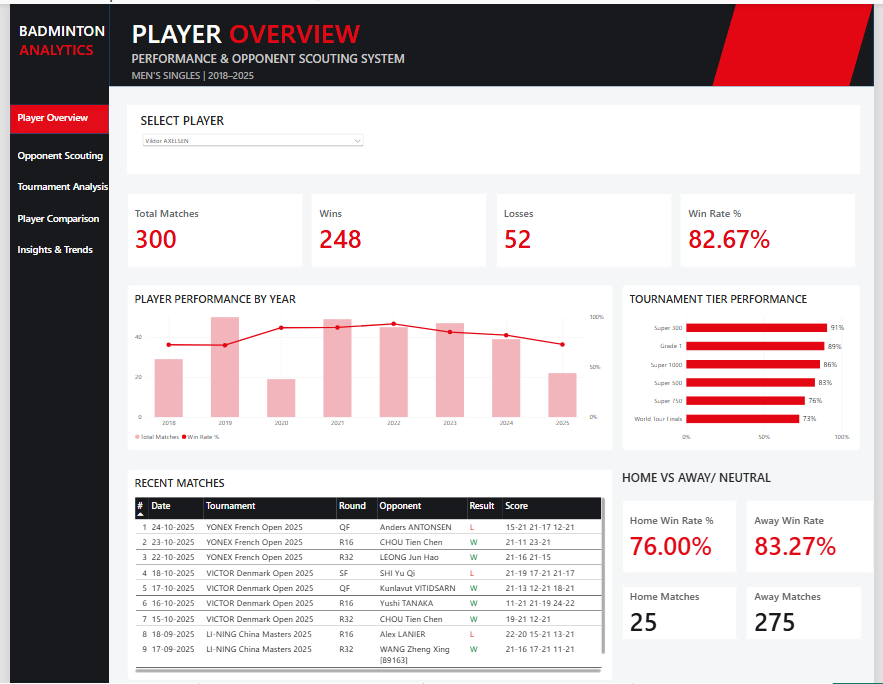 BADMINTON
ANALYTICS
PLAYER OVERVIEW
PERFORMANCE & OPPONENT SCOUTING SYSTEM
MEN'S SINGLES | 2018–2025
Player Overview
Opponent Scouting
Tournament Analysis
Player Comparison
Insights & Trends
SELECT PLAYER
Viktor AXELSEN
Total Matches
300
Wins
248
Losses
52
Win Rate %
82.67%
PLAYER PERFORMANCE BY YEAR
40
20
0
100%
50%
0%
2018 2019 2020 2021 2022 2023 2024 2025
Total Matches Win Rate %
TOURNAMENT TIER PERFORMANCE
Super 300 91%
Grade 1 89%
Super 1000 86%
Super 500 83%
Super 750 76%
World Tour Finals 73%
0% 50% 100%
RECENT MATCHES
# Date Tournament Round Opponent Result Score
1 24-10-2025 YONEX French Open 2025 QF Anders ANTONSEN L 15-21 21-17 12-21
2 23-10-2025 YONEX French Open 2025 R16 CHOU Tien Chen W 21-11 23-21
3 22-10-2025 YONEX French Open 2025 R32 LEONG Jun Hao W 21-16 21-15
4 18-10-2025 VICTOR Denmark Open 2025 SF SHI Yu Qi L 21-19 17-21 21-17
5 17-10-2025 VICTOR Denmark Open 2025 QF Kunlavut VITIDSARN W 21-13 12-21 18-21
6 16-10-2025 VICTOR Denmark Open 2025 R16 Yushi TANAKA W 11-21 21-19 24-22
7 15-10-2025 VICTOR Denmark Open 2025 R32 CHOU Tien Chen W 19-21 12-21
8 18-09-2025 LI-NING China Masters 2025 R16 Alex LANIER L 22-20 15-21 13-21
9 17-09-2025 LI-NING China Masters 2025 R32 WANG Zheng Xing W 21-16 17-21 11-21
[89163]
HOME VS AWAY/ NEUTRAL
Home Win Rate %
76.00%
Away Win Rate
83.27%
Home Matches
25
Away Matches
275